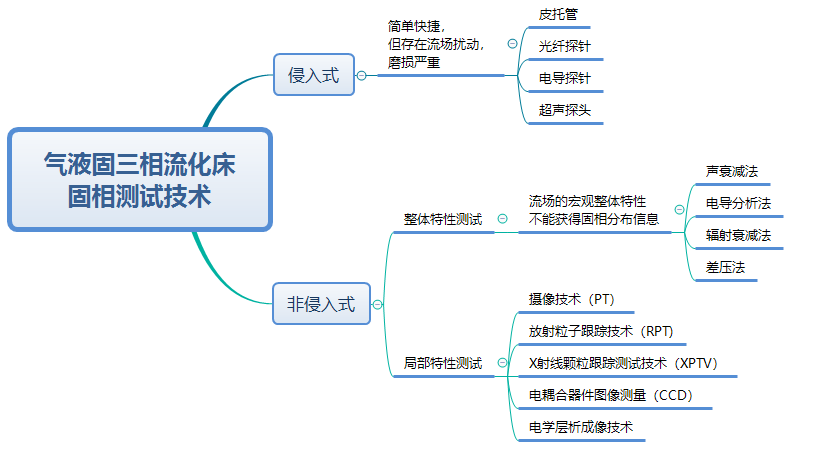 气液固三相流化床
固相测试技术
侵入式
简单快捷，
但存在流场扰动，
磨损严重
皮托管
光纤探针
电导探针
超声探头
非侵入式
整体特性测试
流场的宏观整体特性
不能获得固相分布信息
声衰减法
电导分析法
辐射衰减法
差压法
局部特性测试
摄像技术（PT）
放射粒子跟踪技术（RPT)
X射线颗粒跟踪测试技术（XPTV）
电耦合器件图像测量（CCD）
电学层析成像技术